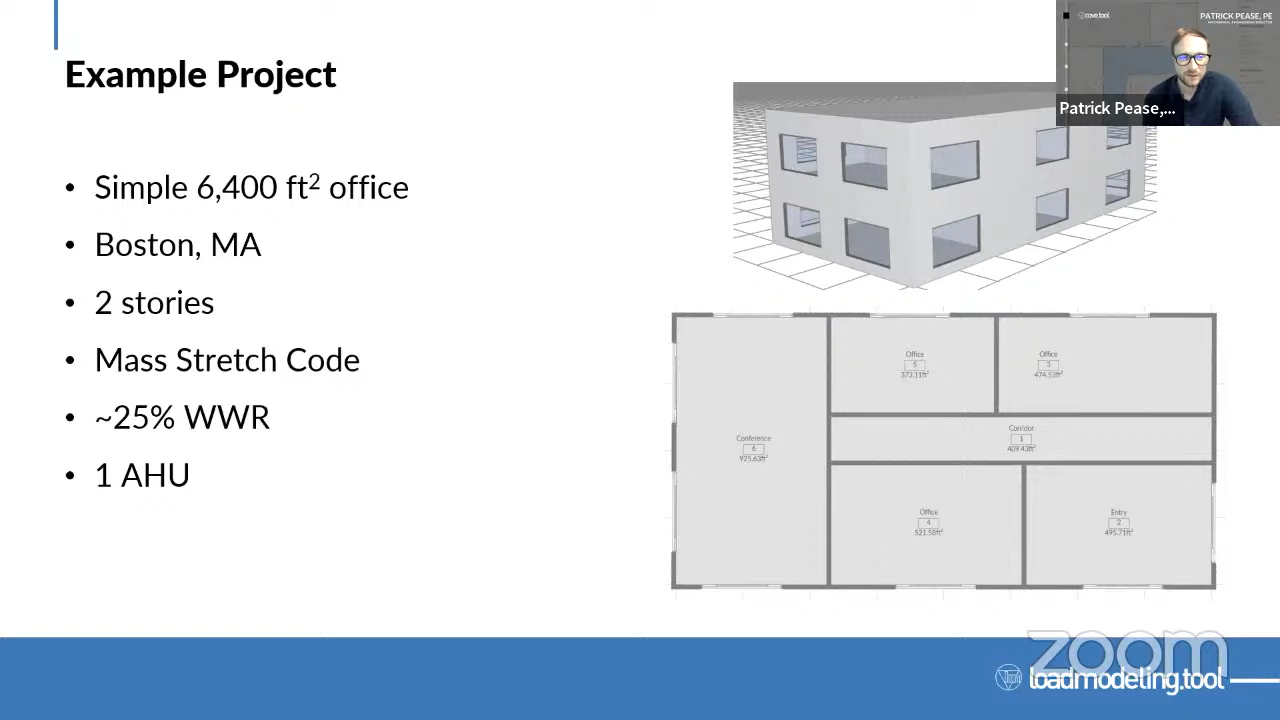 cove.tool
PATRICK PEASE, PE
Patrick Pease,...
Example Project
• Simple 6,400 ft² office
• Boston, MA
• 2 stories
• Mass Stretch Code
• ~25% WWR
• 1 AHU
Office
5
373.11ft²
Office
3
474.53ft²
Corridor
1
409.43ft²
Conference
6
925.63ft²
Office
4
521.58ft²
Entry
2
495.71ft²
zoom
loadmodeling.tool